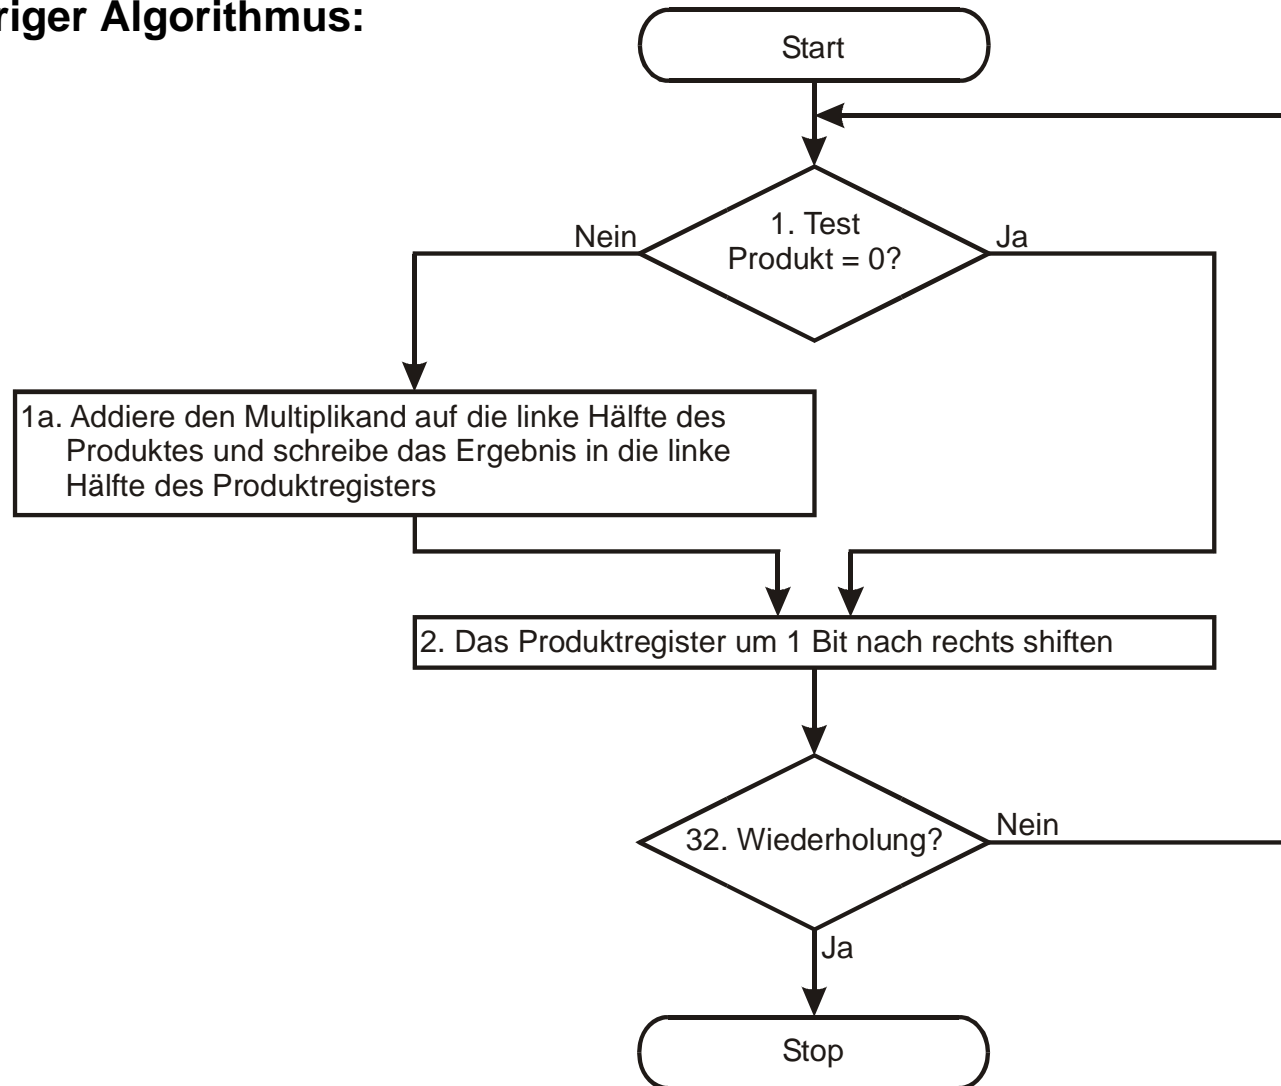 riger Algorithmus:
Start
1. Test
Produkt = 0?
Nein
Ja
1a. Addiere den Multiplikand auf die linke Hälfte des
Produktes und schreibe das Ergebnis in die linke
Hälfte des Produktregisters
2. Das Produktregister um 1 Bit nach rechts shiften
32. Wiederholung?
Nein
Ja
Stop